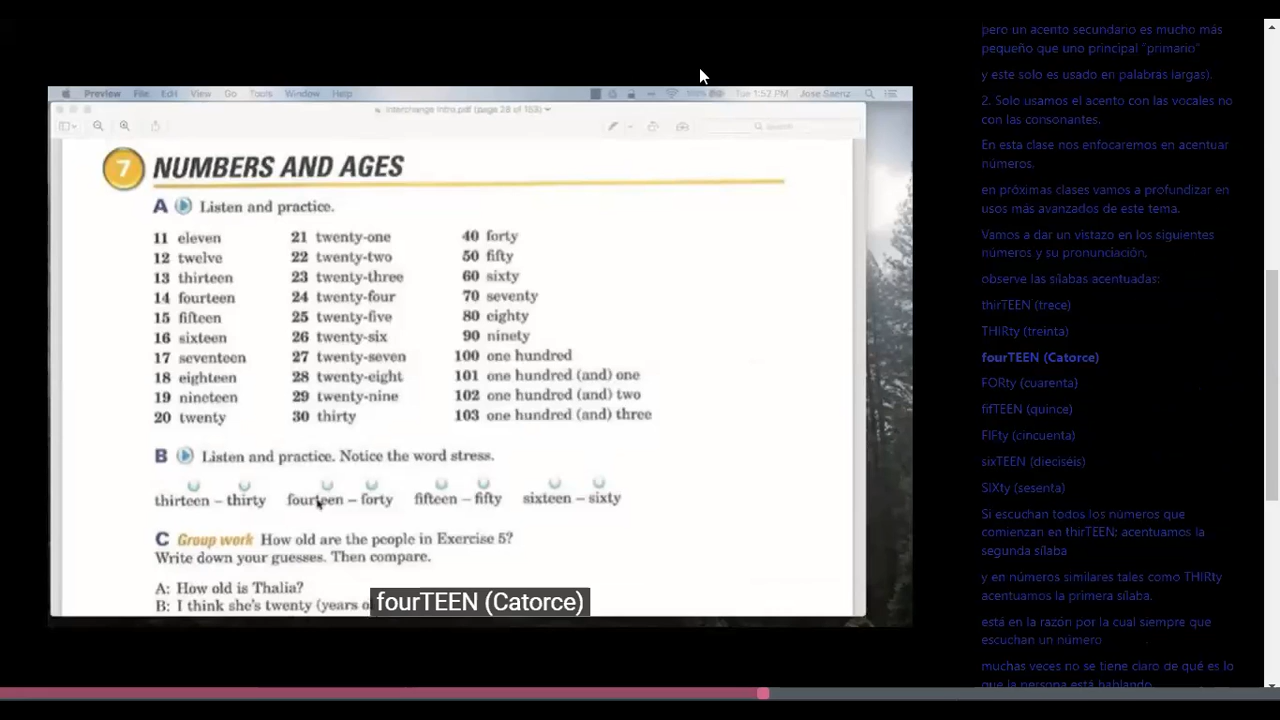 Preview File Edit View Go Tools Window Help
Tue 1:52 PM Jose Saenz
Interchange Intro.pdf (page 28 of 153)
Search
7 NUMBERS AND AGES
A Listen and practice.
11 eleven 21 twenty-one 40 forty
12 twelve 22 twenty-two 50 fifty
13 thirteen 23 twenty-three 60 sixty
14 fourteen 24 twenty-four 70 seventy
15 fifteen 25 twenty-five 80 eighty
16 sixteen 26 twenty-six 90 ninety
17 seventeen 27 twenty-seven 100 one hundred
18 eighteen 28 twenty-eight 101 one hundred (and) one
19 nineteen 29 twenty-nine 102 one hundred (and) two
20 twenty 30 thirty 103 one hundred (and) three
B Listen and practice. Notice the word stress.
thirteen – thirty fourteen – forty fifteen – fifty sixteen – sixty
C Group work How old are the people in Exercise 5?
Write down your guesses. Then compare.
A: How old is Thalia?
B: I think she's twenty (years
fourTEEN (Catorce)
pero un acento secundario es mucho más
pequeño que uno principal "primario"
y este solo es usado en palabras largas).
2. Solo usamos el acento con las vocales no
con las consonantes.
En esta clase nos enfocaremos en acentuar
números.
en próximas clases vamos a profundizar en
usos más avanzados de este tema.
Vamos a dar un vistazo en los siguientes
números y su pronunciación,
observe las sílabas acentuadas:
thirTEEN (trece)
THIRty (treinta)
fourTEEN (Catorce)
FORty (cuarenta)
fifTEEN (quince)
FIFty (cincuenta)
sixTEEN (dieciséis)
SIXty (sesenta)
Si escuchan todos los números que
comienzan en thirTEEN; acentuamos la
segunda sílaba
y en números similares tales como THIRty
acentuamos la primera sílaba.
está en la razón por la cual siempre que
escuchan un número
muchas veces no se tiene claro de qué es lo
que la persona está hablando